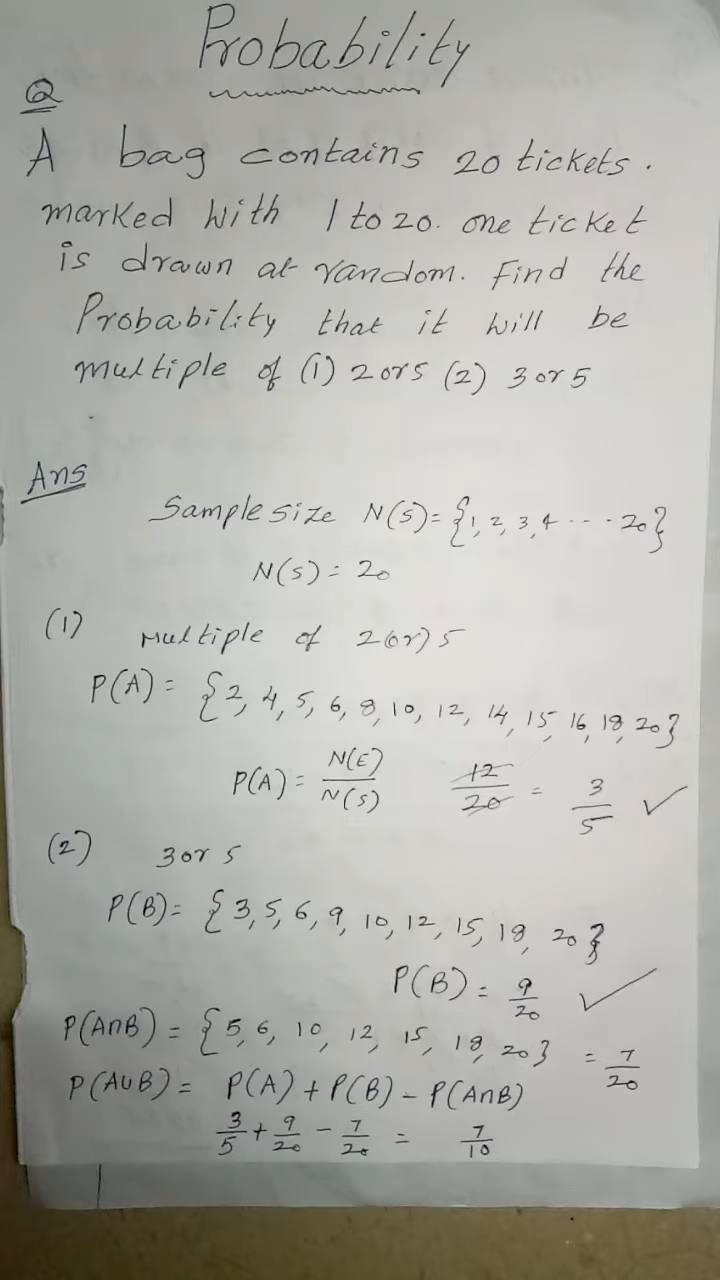 Probability
Q
A bag contains 20 tickets.
marked with 1 to 20. one ticket
is drawn at random. Find the
Probability that it will be
multiple of (1) 2 or 5 (2) 3 or 5
Ans
Sample size N(S) = {1, 2, 3, 4 --- 20}
N(S) = 20
(1) Multiple of 2 (or) 5
P(A) = {2, 4, 5, 6, 8, 10, 12, 14, 15, 16, 18, 20}
P(A) = N(E)/N(S) 12/20 = 3/5 ✓
(2) 3 or 5
P(B) = {3, 5, 6, 9, 10, 12, 15, 18, 20}
P(B) = 9/20 ✓
P(A∩B) = {5, 6, 10, 12, 15, 18, 20} = 7/20
P(A∪B) = P(A) + P(B) - P(A∩B)
3/5 + 9/20 - 7/20 = 7/10